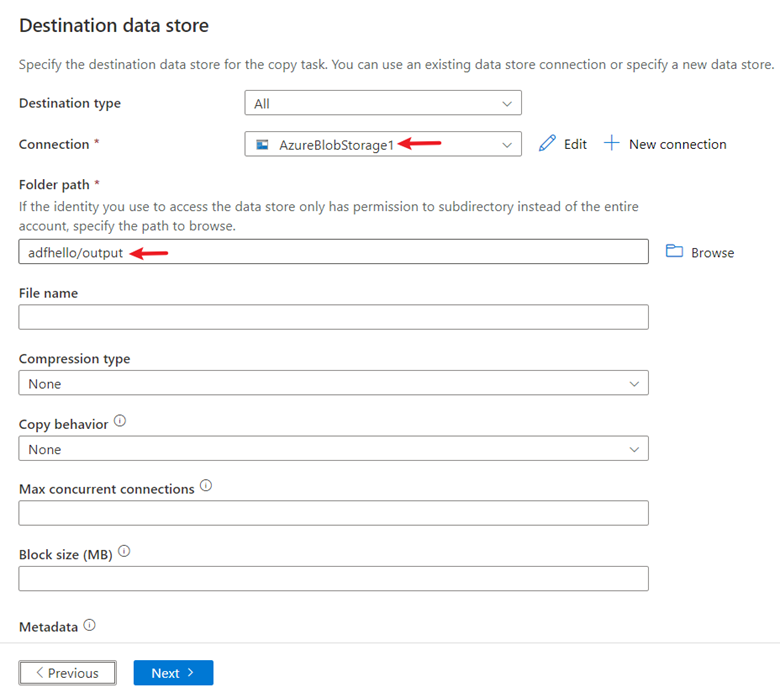 Destination data store
Specify the destination data store for the copy task. You can use an existing data store connection or specify a new data store.
Destination type
All
Connection *
AzureBlobStorage1
Edit
New connection
Folder path *
If the identity you use to access the data store only has permission to subdirectory instead of the entire
account, specify the path to browse.
adfhello/output
Browse
File name
Compression type
None
Copy behavior
None
Max concurrent connections
Block size (MB)
Metadata
Previous
Next